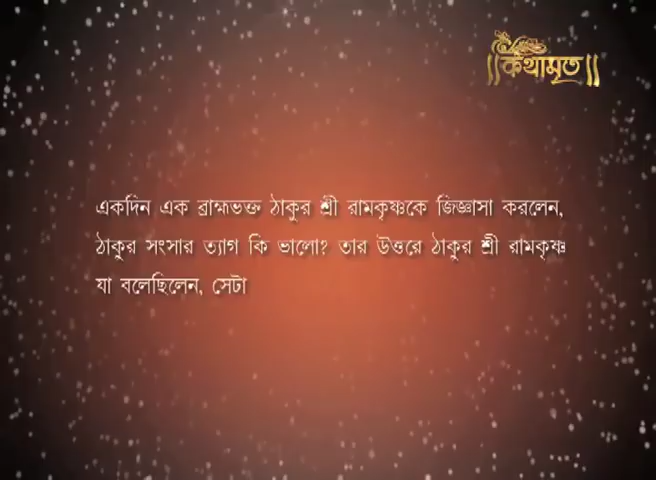 শ্রীশ্রী
||কথামৃত||
একদিন এক ব্রাহ্মভক্ত ঠাকুর শ্রী রামকৃষ্ণকে জিজ্ঞাসা করলেন,
ঠাকুর সংসার ত্যাগ কি ভালো? তার উত্তরে ঠাকুর শ্রী রামকৃষ্ণ
যা বলেছিলেন, সেটা